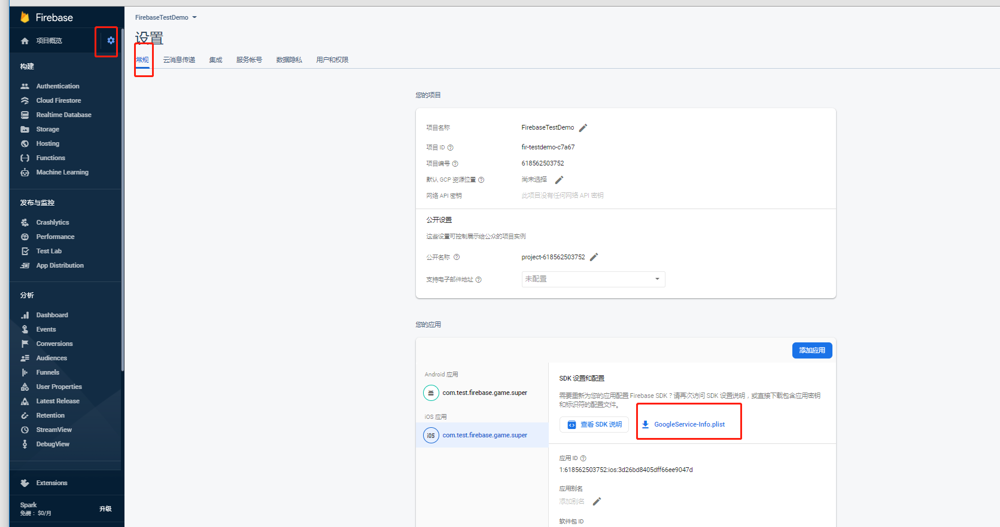 Firebase
项目概览
构建
Authentication
Cloud Firestore
Realtime Database
Storage
Hosting
Functions
Machine Learning
发布与监控
Crashlytics
Performance
Test Lab
App Distribution
分析
Dashboard
Events
Conversions
Audiences
Funnels
User Properties
Latest Release
Retention
StreamView
DebugView
Extensions
Spark
免费：$0/月
升级
FirebaseTestDemo
设置
常规 云消息传递 集成 服务帐号 数据隐私 用户和权限
您的项目
项目名称 FirebaseTestDemo
项目 ID fir-testdemo-c7a67
项目编号 618562503752
默认 GCP 资源位置 尚未选择
网络 API 密钥 此项目没有任何网络 API 密钥
公开设置
这些设置可控制展示给公众的项目实例
公开名称 project-618562503752
支持电子邮件地址 未配置
您的应用
添加应用
Android 应用
com.test.firebase.game.super
iOS 应用
iOS com.test.firebase.game.super
SDK 设置和配置
需要重新为您的应用配置 Firebase SDK？请再次访问 SDK 设置说明，或直接下载包含应用密钥
和标识符的配置文件。
查看 SDK 说明 GoogleService-Info.plist
应用 ID
1:618562503752:ios:3d26bd8405dff66ee9047d
应用别名
添加别名
软件包 ID